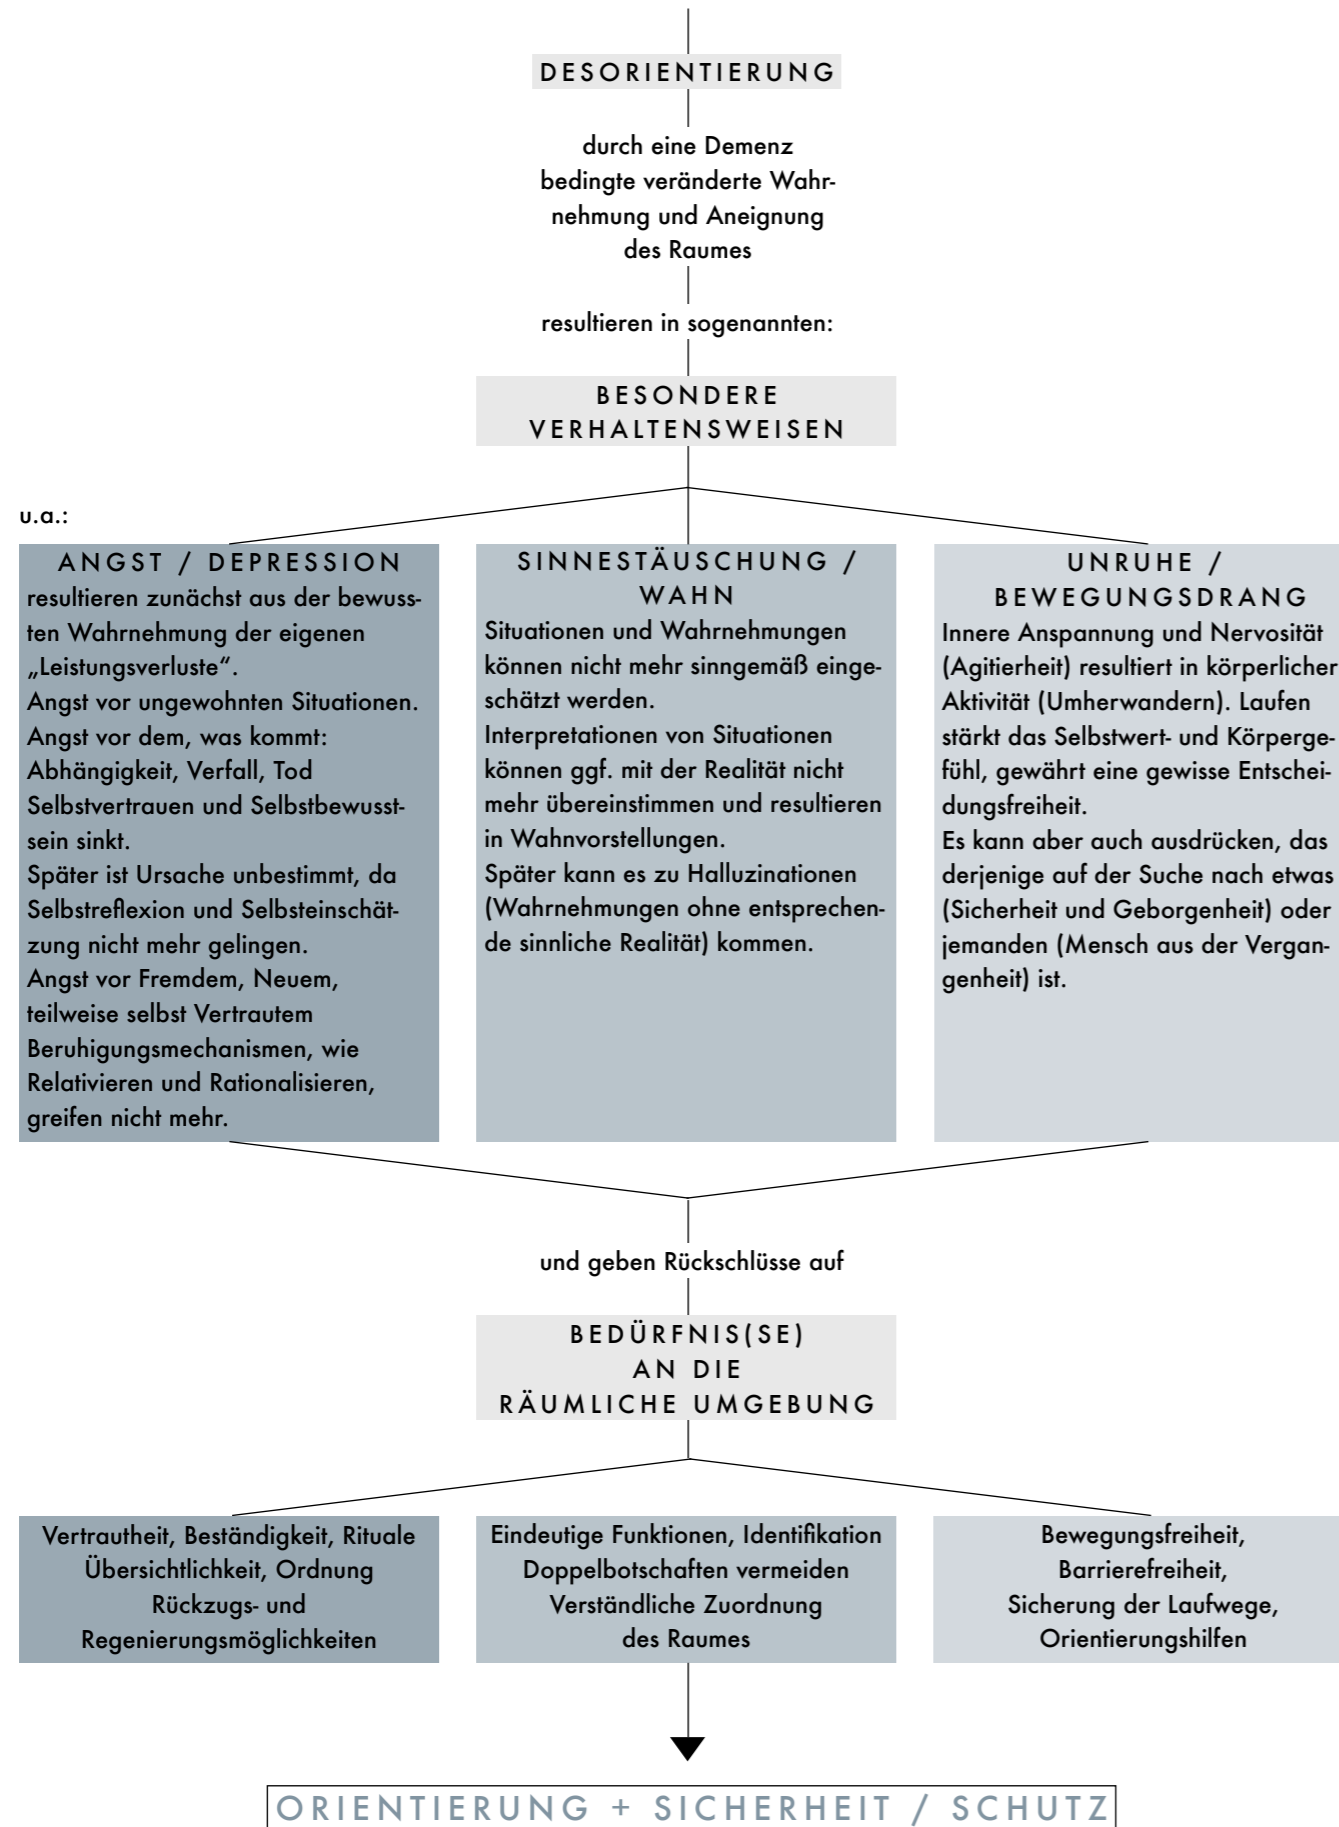 DESORIENTIERUNG
durch eine Demenz
bedingte veränderte Wahr-
nehmung und Aneignung
des Raumes
resultieren in sogenannten:
BESONDERE
VERHALTENSWEISEN
u.a.:
ANGST / DEPRESSION
resultieren zunächst aus der bewuss-
ten Wahrnehmung der eigenen
„Leistungsverluste“.
Angst vor ungewohnten Situationen.
Angst vor dem, was kommt:
Abhängigkeit, Verfall, Tod
Selbstvertrauen und Selbstbewusst-
sein sinkt.
Später ist Ursache unbestimmt, da
Selbstreflexion und Selbsteinschät-
zung nicht mehr gelingen.
Angst vor Fremdem, Neuem,
teilweise selbst Vertrautem
Beruhigungsmechanismen, wie
Relativieren und Rationalisieren,
greifen nicht mehr.
SINNESTÄUSCHUNG /
WAHN
Situationen und Wahrnehmungen
können nicht mehr sinngemäß einge-
schätzt werden.
Interpretationen von Situationen
können ggf. mit der Realität nicht
mehr übereinstimmen und resultieren
in Wahnvorstellungen.
Später kann es zu Halluzinationen
(Wahrnehmungen ohne entsprechen-
de sinnliche Realität) kommen.
UNRUHE /
BEWEGUNGSDRANG
Innere Anspannung und Nervosität
(Agitierheit) resultiert in körperlicher
Aktivität (Umherwandern). Laufen
stärkt das Selbstwert- und Körperge-
fühl, gewährt eine gewisse Entschei-
dungsfreiheit.
Es kann aber auch ausdrücken, das
derjenige auf der Suche nach etwas
(Sicherheit und Geborgenheit) oder
jemanden (Mensch aus der Vergan-
genheit) ist.
und geben Rückschlüsse auf
BEDÜRFNIS(SE)
AN DIE
RÄUMLICHE UMGEBUNG
Vertrautheit, Beständigkeit, Rituale
Übersichtlichkeit, Ordnung
Rückzugs- und
Regenierungsmöglichkeiten
Eindeutige Funktionen, Identifikation
Doppelbotschaften vermeiden
Verständliche Zuordnung
des Raumes
Bewegungsfreiheit,
Barrierefreiheit,
Sicherung der Laufwege,
Orientierungshilfen
ORIENTIERUNG + SICHERHEIT / SCHUTZ